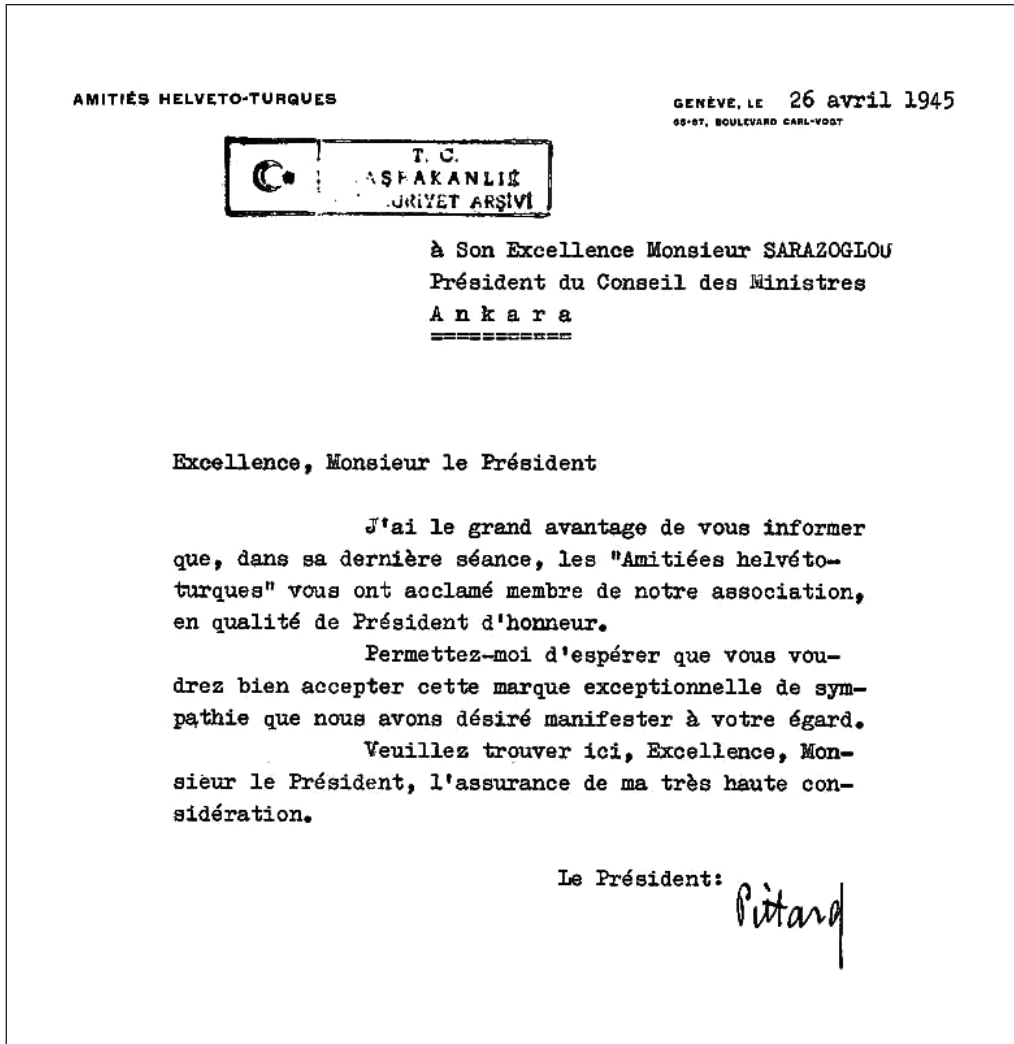 AMITIÉS HELVETO-TURQUES
GENÈVE, LE 26 avril 1945
BOULEVARD CARL-VOGT
T. C.
ARŞİVİ
à Son Excellence Monsieur SARAZOGLOU
Président du Conseil des Ministres
A n k a r a
===========
Excellence, Monsieur le Président
J'ai le grand avantage de vous informer
que, dans sa dernière séance, les "Amitiées helvéto-
turques" vous ont acclamé membre de notre association,
en qualité de Président d'honneur.
Permettez-moi d'espérer que vous vou-
drez bien accepter cette marque exceptionnelle de sym-
pathie que nous avons désiré manifester à votre égard.
Veuillez trouver ici, Excellence, Mon-
sieur le Président, l'assurance de ma très haute con-
sidération.
Le Président:
Pittard